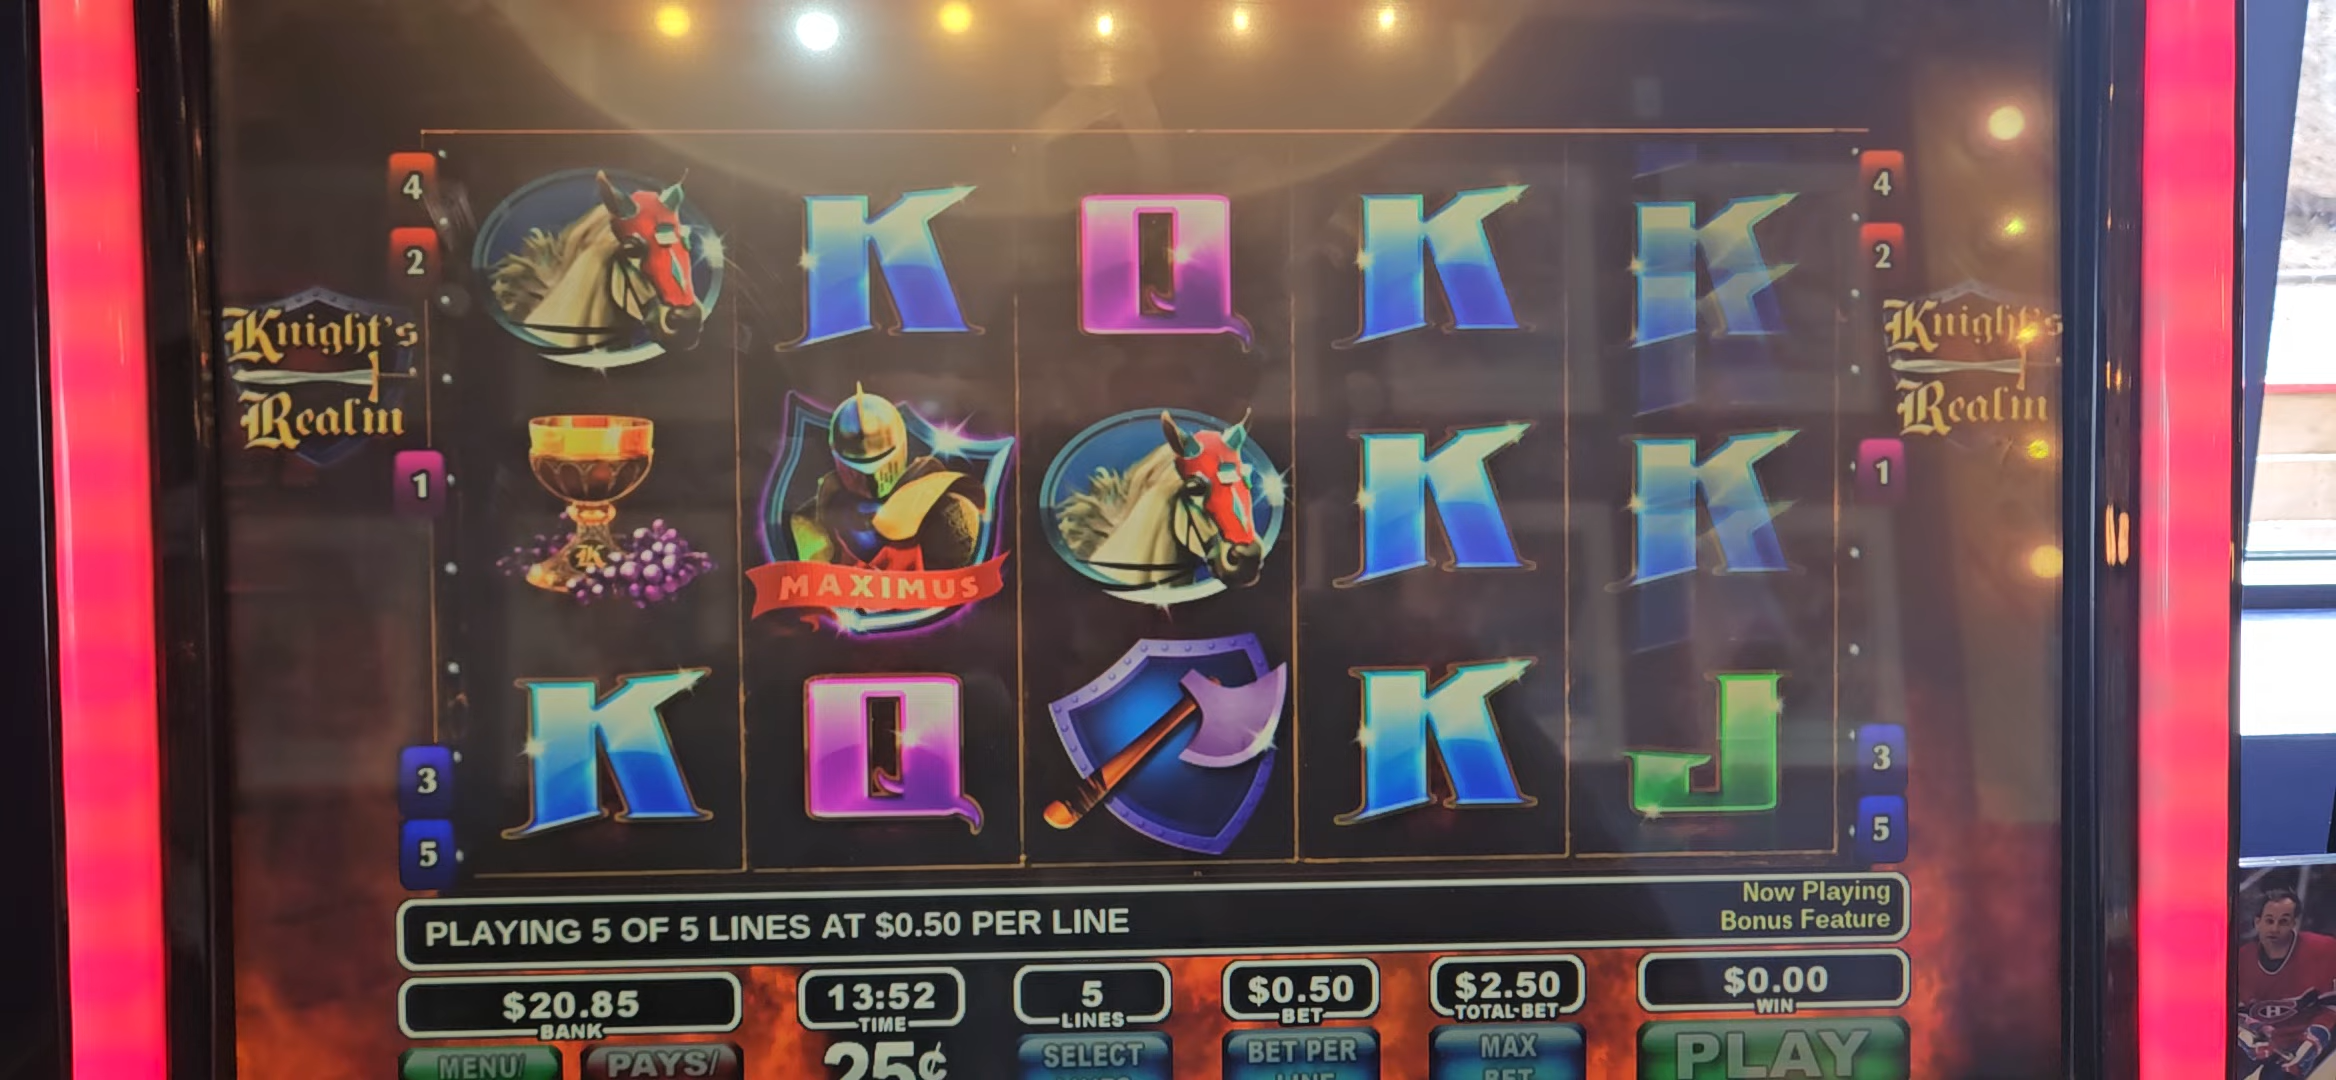 4
K
Q
K
K
4
2
2
Knight's
Realm
Knight's
Realm
1
K
MAXIMUS
K
K
1
K
Q
K
J
3
3
5
5
Now Playing
Bonus Feature
PLAYING 5 OF 5 LINES AT $0.50 PER LINE
$20.85
BANK
13:52
TIME
5
LINES
$0.50
BET
$2.50
TOTAL-BET
$0.00
WIN
MENU/
PAYS/
25¢
SELECT
BET PER
LINE
MAX
BET
PLAY